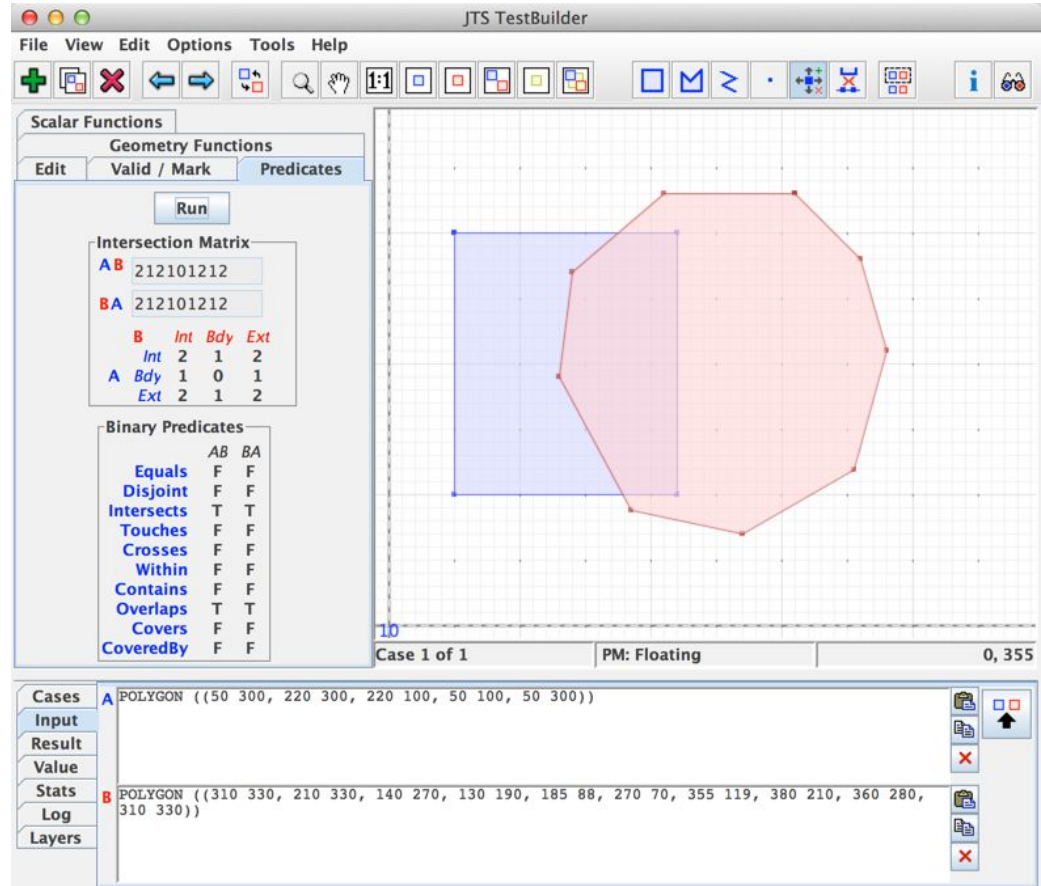 JTS TestBuilder
File View Edit Options Tools Help
1:1
i
Scalar Functions
Geometry Functions
Edit Valid / Mark Predicates
Run
Intersection Matrix
A B 212101212
B A 212101212
B Int Bdy Ext
Int 2 1 2
A Bdy 1 0 1
Ext 2 1 2
Binary Predicates
AB BA
Equals F F
Disjoint F F
Intersects T T
Touches F F
Crosses F F
Within F F
Contains F F
Overlaps T T
Covers F F
CoveredBy F F
10
Case 1 of 1 PM: Floating 0, 355
Cases
Input
Result
Value
Stats
Log
Layers
A POLYGON ((50 300, 220 300, 220 100, 50 100, 50 300))
B POLYGON ((310 330, 210 330, 140 270, 130 190, 185 88, 270 70, 355 119, 380 210, 360 280,
310 330))